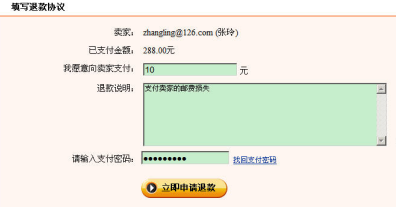 填写退款协议
卖家： zhangling@126.com (张玲)
已支付金额： 288.00元
我愿意向卖家支付： 10 元
退款说明： 支付卖家的邮费损失
请输入支付密码： ●●●●●●●●● 找回支付密码
立即申请退款